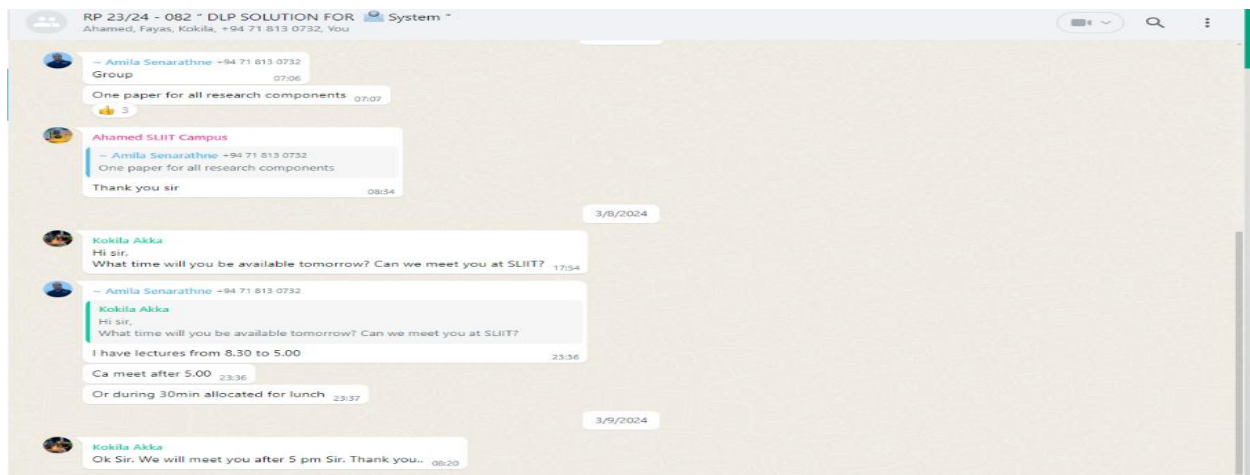 RP 23/24 - 082 " DLP SOLUTION FOR System "
Ahamed, Fayas, Kokila, +94 71 813 0732, You
~ Amila Senarathne +94 71 813 0732
Group
07:06
One paper for all research components 07:07
3
Ahamed SLIIT Campus
~ Amila Senarathne +94 71 813 0732
One paper for all research components
Thank you sir
08:34
3/8/2024
Kokila Akka
Hi sir,
What time will you be available tomorrow? Can we meet you at SLIIT? 17:54
~ Amila Senarathne +94 71 813 0732
Kokila Akka
Hi sir,
What time will you be available tomorrow? Can we meet you at SLIIT?
I have lectures from 8.30 to 5.00
23:36
Ca meet after 5.00 23:36
Or during 30min allocated for lunch 23:37
3/9/2024
Kokila Akka
Ok Sir. We will meet you after 5 pm Sir. Thank you.. 08:20